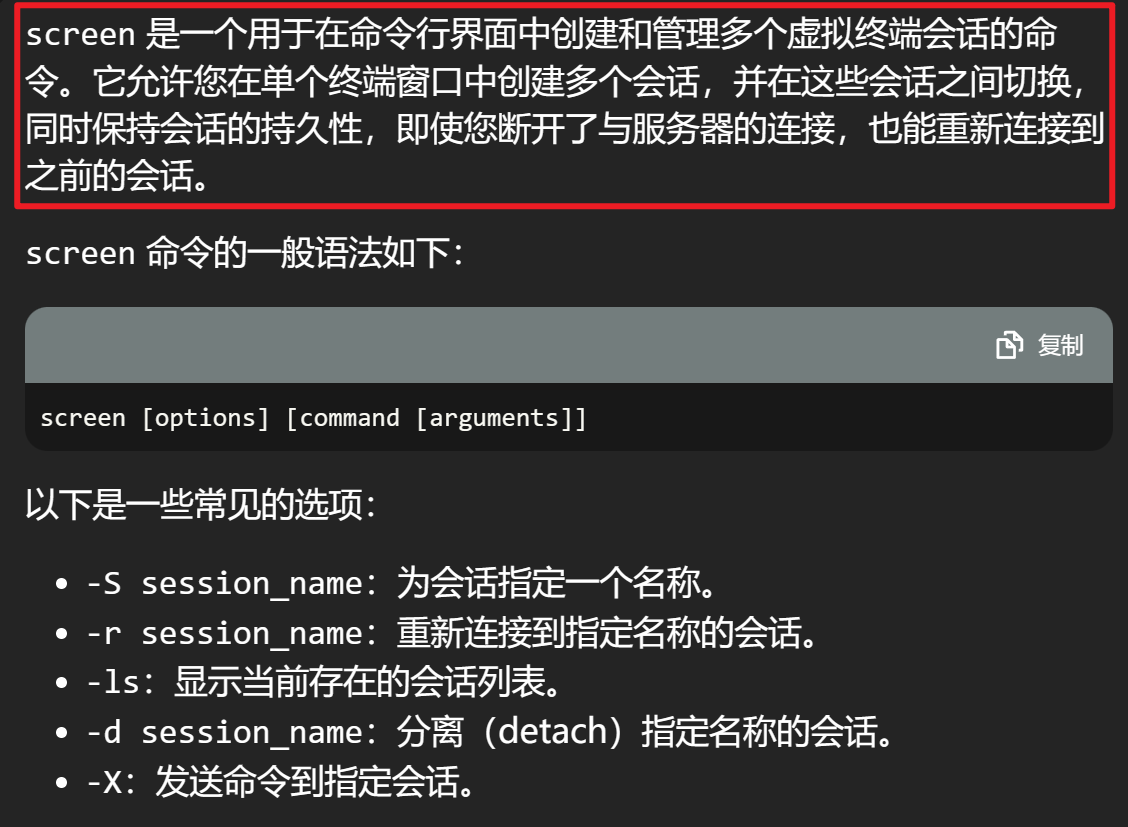 screen 是一个用于在命令行界面中创建和管理多个虚拟终端会话的命
令。它允许您在单个终端窗口中创建多个会话，并在这些会话之间切换，
同时保持会话的持久性，即使您断开了与服务器的连接，也能重新连接到
之前的会话。
screen 命令的一般语法如下：
复制
screen [options] [command [arguments]]
以下是一些常见的选项：
• -S session_name：为会话指定一个名称。
• -r session_name：重新连接到指定名称的会话。
• -ls：显示当前存在的会话列表。
• -d session_name：分离（detach）指定名称的会话。
• -X：发送命令到指定会话。